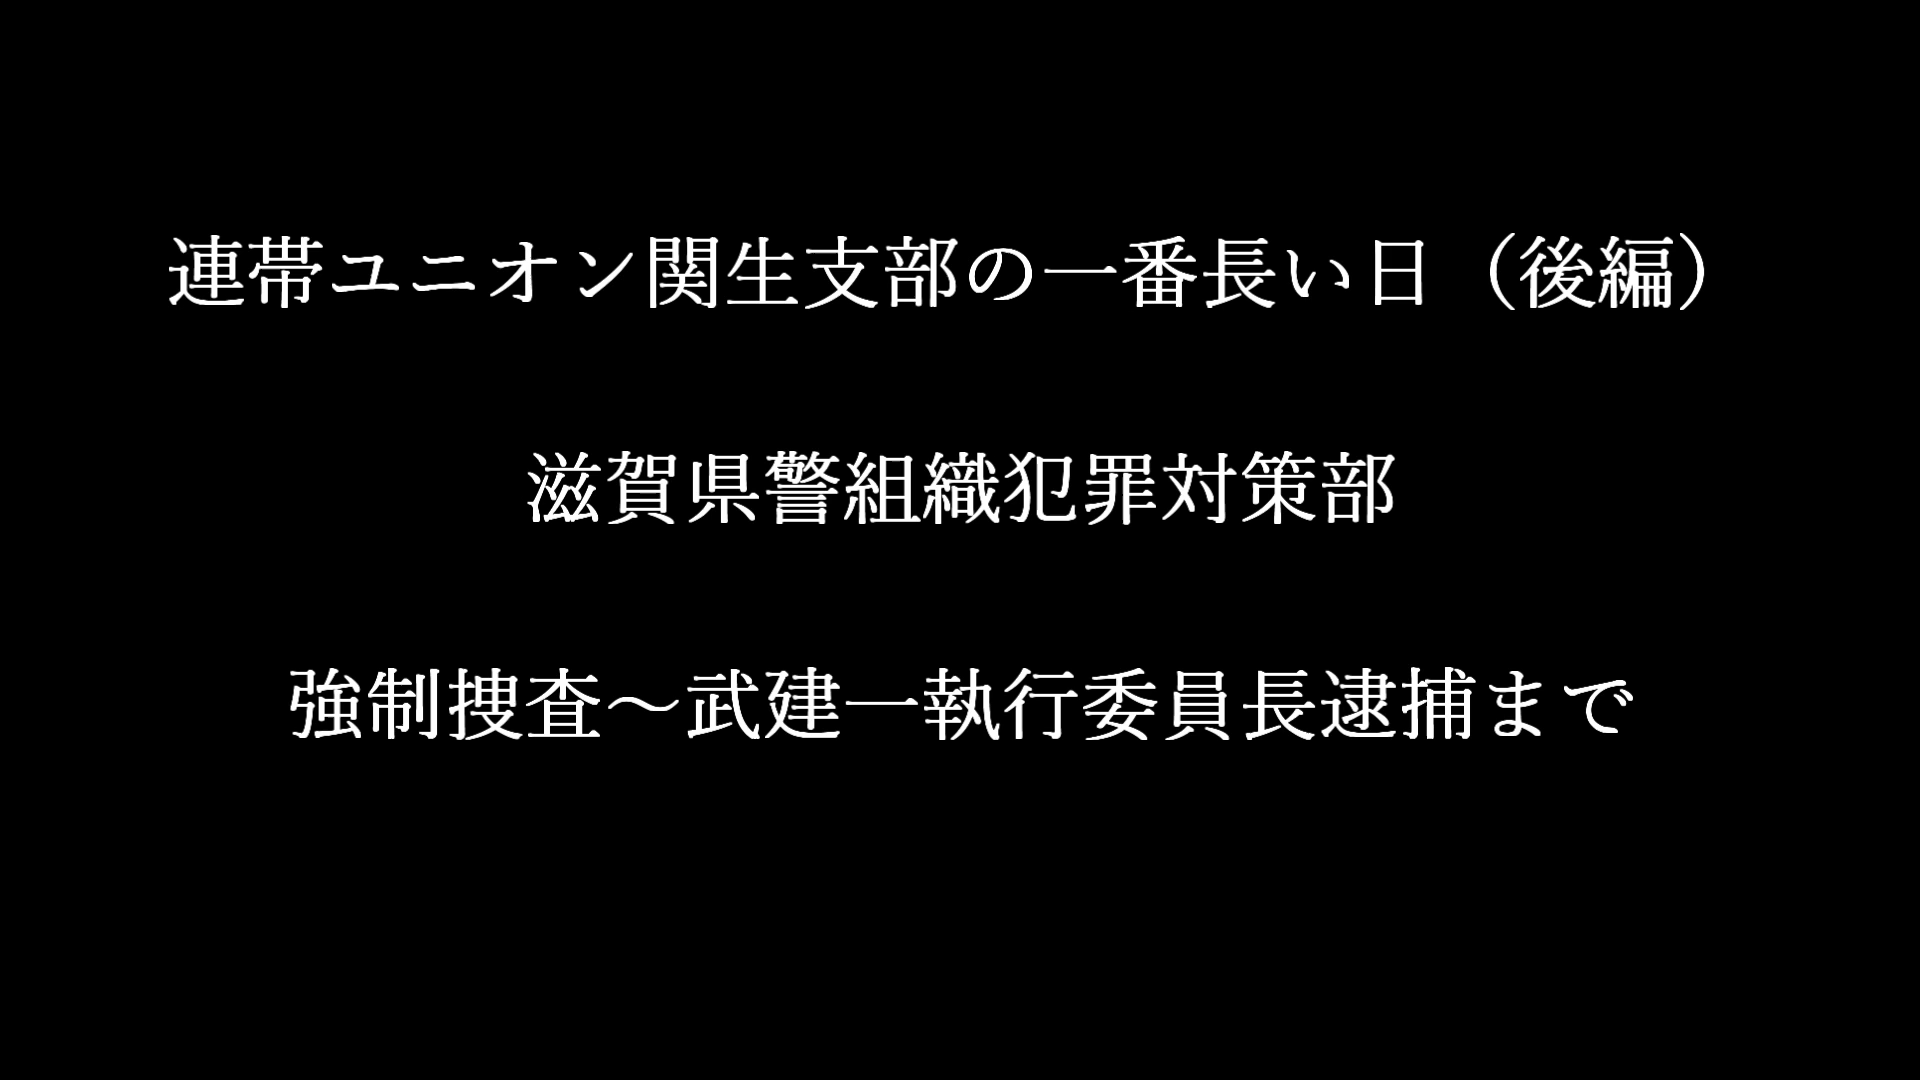 連帯ユニオン関生支部の一番長い日（後編）
滋賀県警組織犯罪対策部
強制捜査～武建一執行委員長逮捕まで